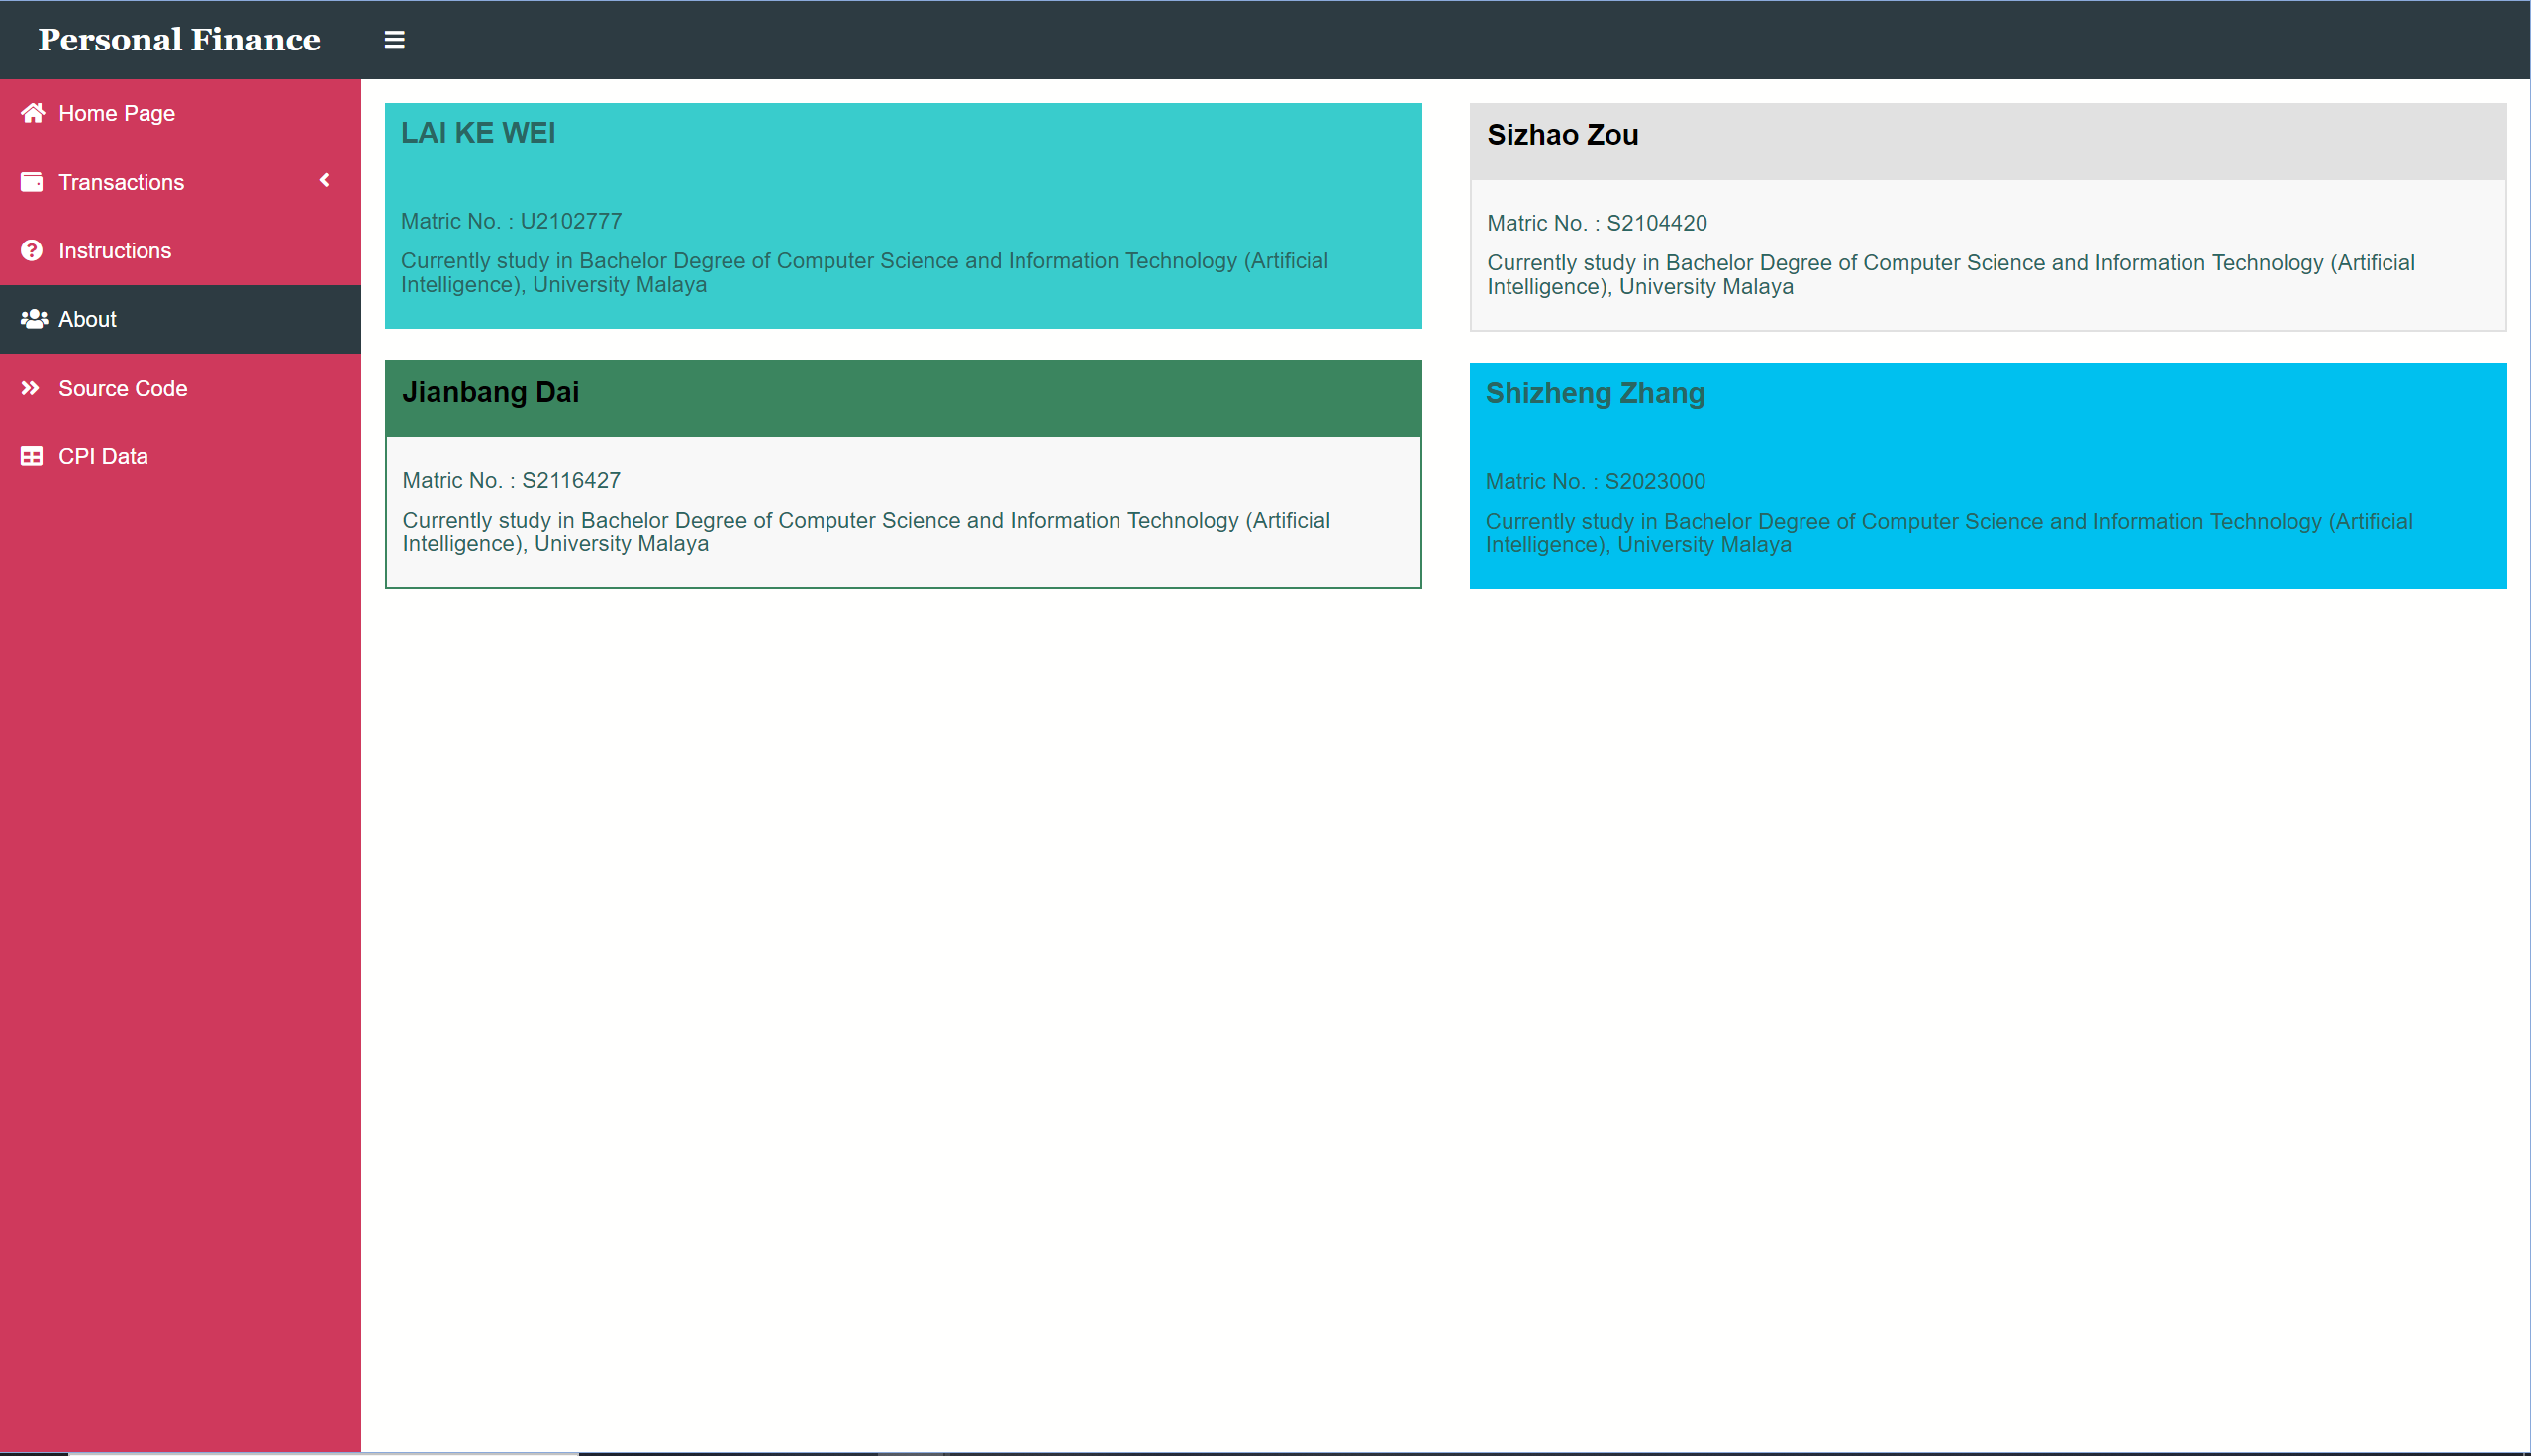 Personal Finance
Home Page
Transactions
Instructions
About
Source Code
CPI Data
LAI KE WEI
Matric No. : U2102777
Currently study in Bachelor Degree of Computer Science and Information Technology (Artificial
Intelligence), University Malaya
Sizhao Zou
Matric No. : S2104420
Currently study in Bachelor Degree of Computer Science and Information Technology (Artificial
Intelligence), University Malaya
Jianbang Dai
Matric No. : S2116427
Currently study in Bachelor Degree of Computer Science and Information Technology (Artificial
Intelligence), University Malaya
Shizheng Zhang
Matric No. : S2023000
Currently study in Bachelor Degree of Computer Science and Information Technology (Artificial
Intelligence), University Malaya